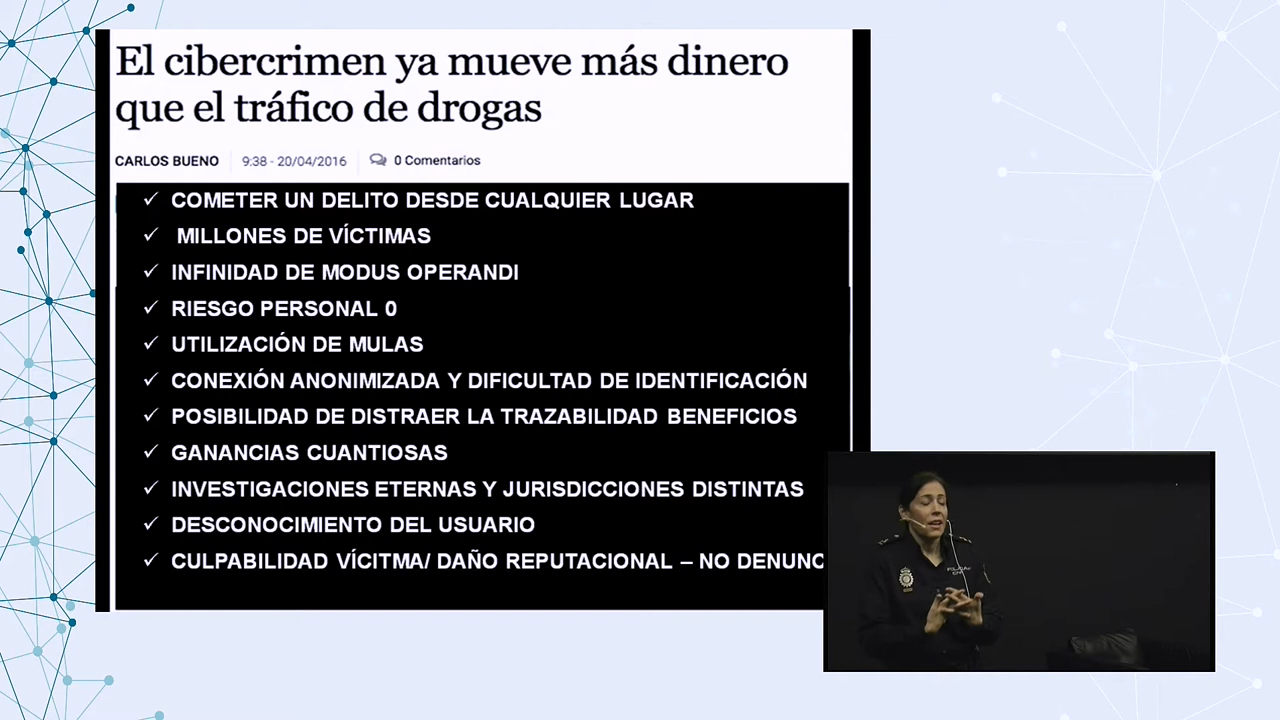 El cibercrimen ya mueve más dinero
que el tráfico de drogas
CARLOS BUENO 9:38 - 20/04/2016 0 Comentarios
✓ COMETER UN DELITO DESDE CUALQUIER LUGAR
✓ MILLONES DE VÍCTIMAS
✓ INFINIDAD DE MODUS OPERANDI
✓ RIESGO PERSONAL 0
✓ UTILIZACIÓN DE MULAS
✓ CONEXIÓN ANONIMIZADA Y DIFICULTAD DE IDENTIFICACIÓN
✓ POSIBILIDAD DE DISTRAER LA TRAZABILIDAD BENEFICIOS
✓ GANANCIAS CUANTIOSAS
✓ INVESTIGACIONES ETERNAS Y JURISDICCIONES DISTINTAS
✓ DESCONOCIMIENTO DEL USUARIO
✓ CULPABILIDAD VÍCITMA/ DAÑO REPUTACIONAL – NO DENUNC